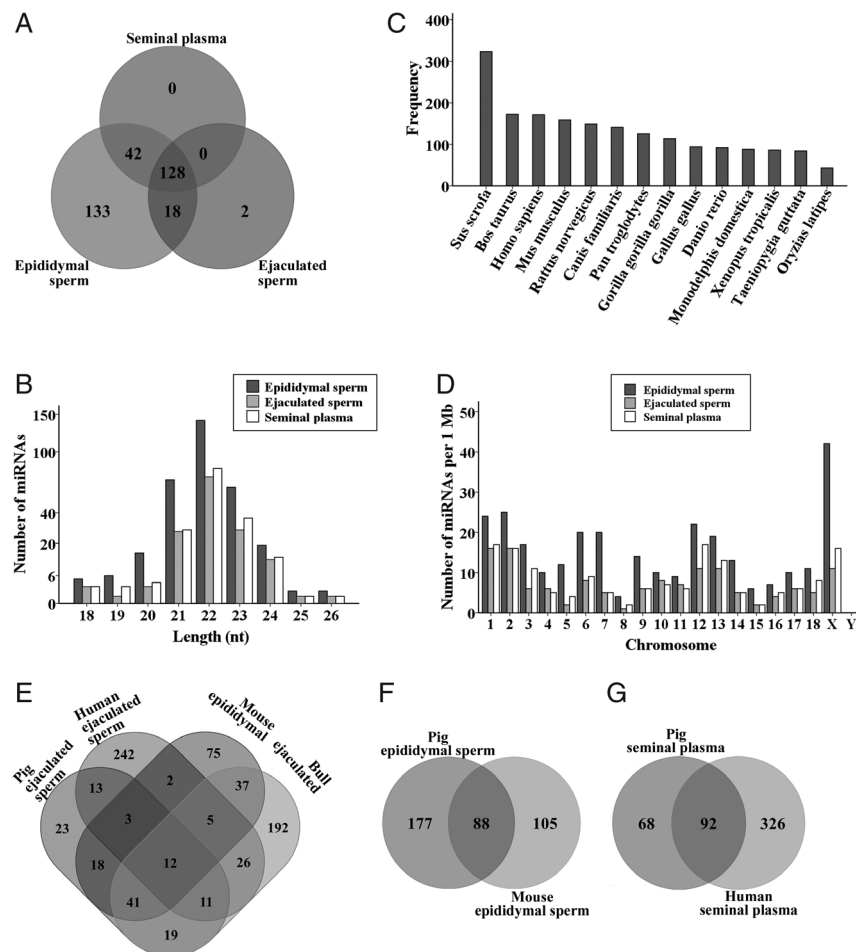 A
Seminal plasma
0
42
0
128
133
18
2
Epididymal
sperm
Ejaculated
sperm
C
Frequency
400
300
200
100
0
Sus scrofa
Bos taurus
Homo sapiens
Mus musculus
Rattus norvegicus
Canis familiaris
Pan troglodytes
Gorilla gorilla gorilla
Gallus gallus
Danio rerio
Monodelphis domestica
Xenopus tropicalis
Taeniopygia guttata
Oryzias latipes
B
Epididymal sperm
Ejaculated sperm
Seminal plasma
Number of miRNAs
150
100
40
20
6
0
18 19 20 21 22 23 24 25 26
Length (nt)
D
Epididymal sperm
Ejaculated sperm
Seminal plasma
Number of miRNAs per 1 Mb
50
40
30
20
10
0
1 2 3 4 5 6 7 8 9 10 11 12 13 14 15 16 17 18 X Y
Chromosome
E
Pig
ejaculated
sperm
Human
ejaculated
sperm
Mouse
epididymal
Bull
ejaculated
242
75
13
2
37
23
3
5
192
18
12
26
41
11
19
F
Pig
epididymal sperm
177
88
105
Mouse
epididymal sperm
G
Pig
seminal plasma
68
92
326
Human
seminal plasma